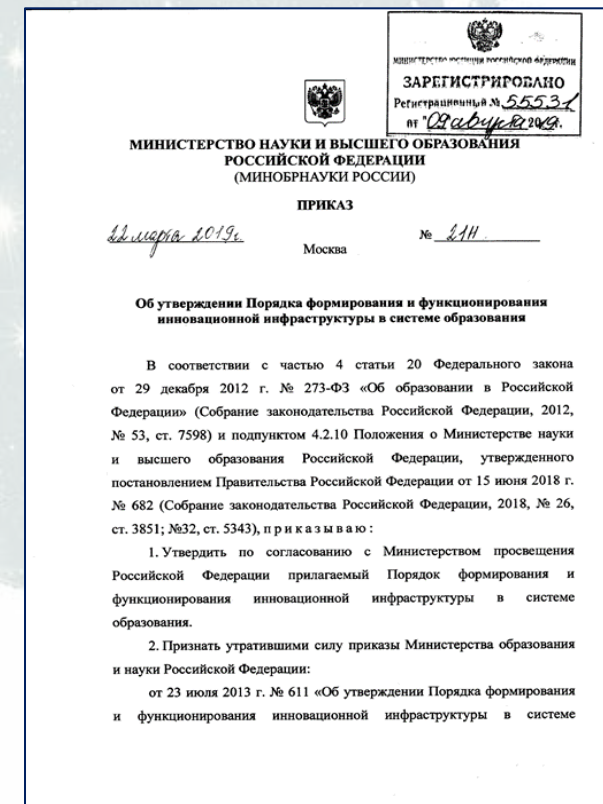 МИНИСТЕРСТВО ЮСТИЦИИ РОССИЙСКОЙ ФЕДЕРАЦИИ
ЗАРЕГИСТРИРОВАНО
Регистрационный № 55531
от "09 августа 2019.
МИНИСТЕРСТВО НАУКИ И ВЫСШЕГО ОБРАЗОВАНИЯ
РОССИЙСКОЙ ФЕДЕРАЦИИ
(МИНОБРНАУКИ РОССИИ)
ПРИКАЗ
22 марта 2019г.
№ 21Н.
Москва
Об утверждении Порядка формирования и функционирования
инновационной инфраструктуры в системе образования
В соответствии с частью 4 статьи 20 Федерального закона
от 29 декабря 2012 г. № 273-ФЗ «Об образовании в Российской
Федерации» (Собрание законодательства Российской Федерации, 2012,
№ 53, ст. 7598) и подпунктом 4.2.10 Положения о Министерстве науки
и высшего образования Российской Федерации, утвержденного
постановлением Правительства Российской Федерации от 15 июня 2018 г.
№ 682 (Собрание законодательства Российской Федерации, 2018, № 26,
ст. 3851; №32, ст. 5343), п р и к а з ы в а ю :
1. Утвердить по согласованию с Министерством просвещения
Российской Федерации прилагаемый Порядок формирования и
функционирования инновационной инфраструктуры в системе
образования.
2. Признать утратившими силу приказы Министерства образования
и науки Российской Федерации:
от 23 июля 2013 г. № 611 «Об утверждении Порядка формирования
и функционирования инновационной инфраструктуры в системе